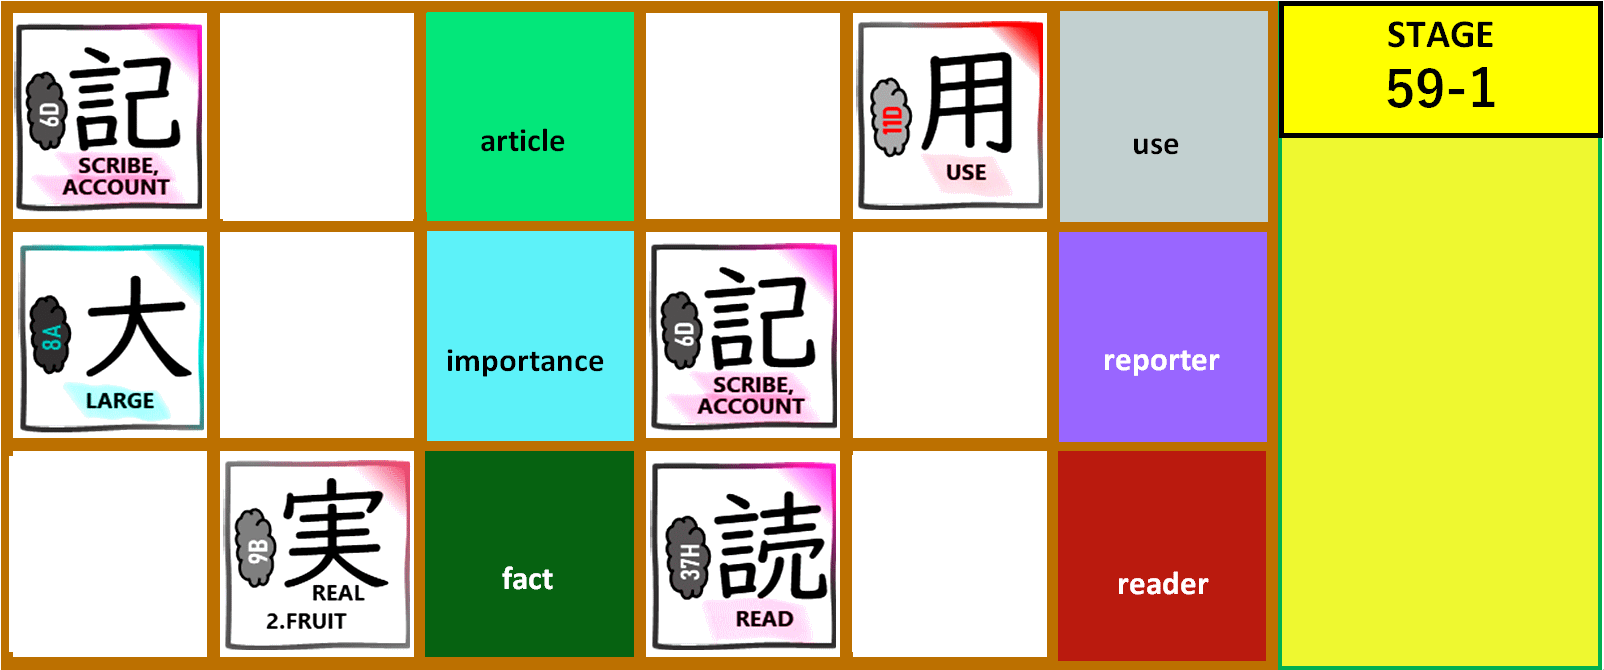 記
6D
SCRIBE,
ACCOUNT
article
用
11D
USE
use
STAGE
59-1
大
8A
LARGE
importance
記
6D
SCRIBE,
ACCOUNT
reporter
実
9B
REAL
2.FRUIT
fact
読
37H
READ
reader